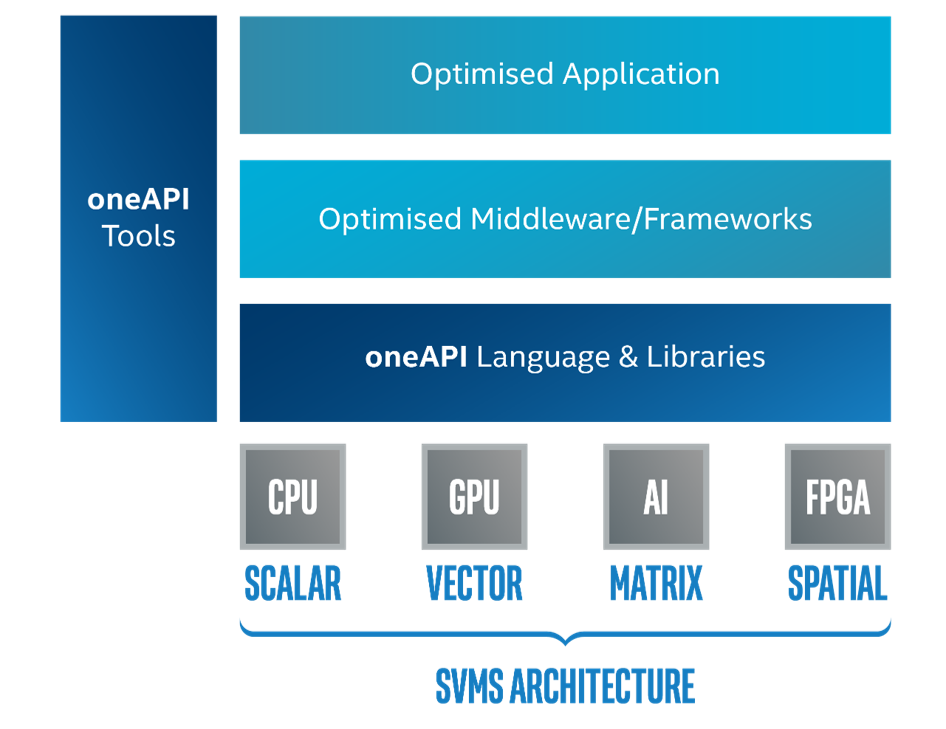 oneAPI
Tools
Optimised Application
Optimised Middleware/Frameworks
oneAPI Language & Libraries
CPU
GPU
AI
FPGA
SCALAR
VECTOR
MATRIX
SPATIAL
SVMS ARCHITECTURE